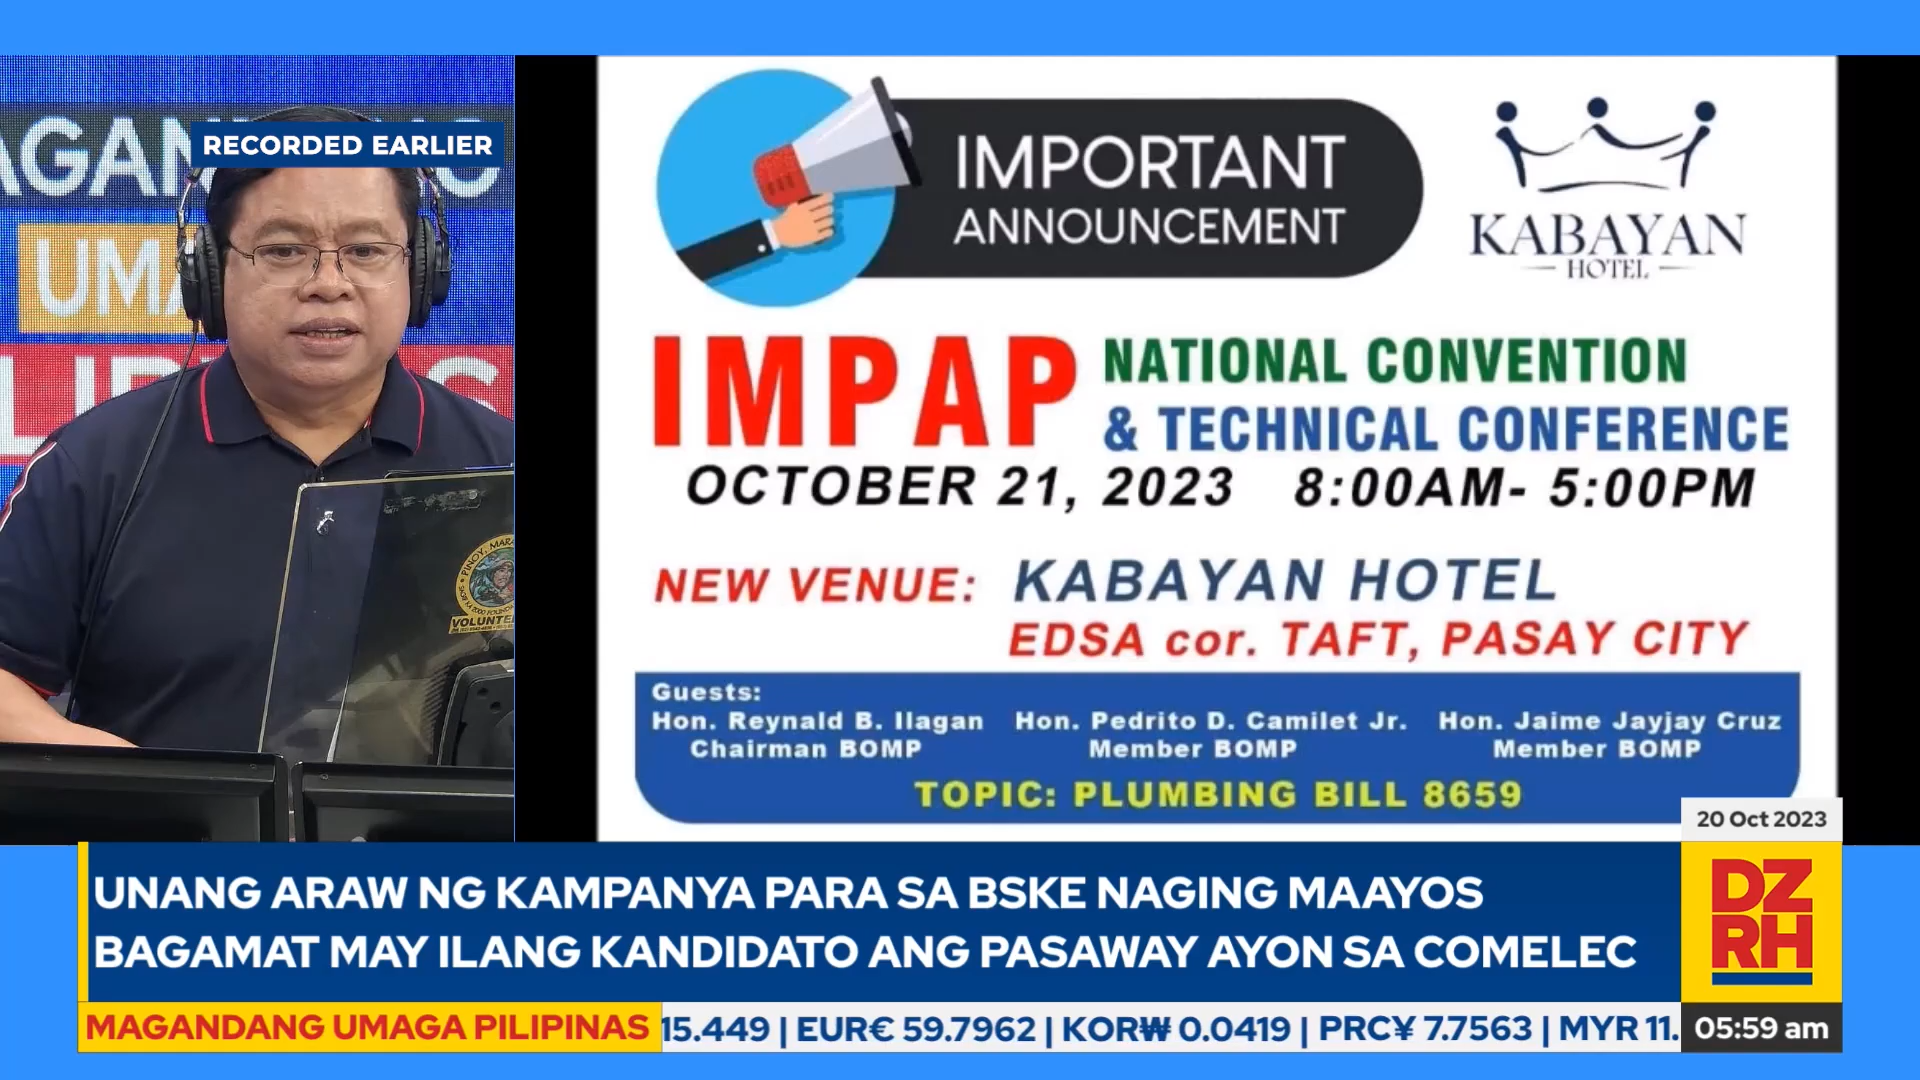 RECORDED EARLIER
UMA
PINOY, MARA
VOLUNTE
IMPORTANT
ANNOUNCEMENT
KABAYAN
HOTEL
IMPAP
NATIONAL CONVENTION
& TECHNICAL CONFERENCE
OCTOBER 21, 2023 8:00AM- 5:00PM
NEW VENUE: KABAYAN HOTEL
EDSA cor. TAFT, PASAY CITY
Guests:
Hon. Reynald B. Ilagan Hon. Pedrito D. Camilet Jr. Hon. Jaime Jayjay Cruz
Chairman BOMP Member BOMP Member BOMP
TOPIC: PLUMBING BILL 8659
20 Oct 2023
UNANG ARAW NG KAMPANYA PARA SA BSKE NAGING MAAYOS
BAGAMAT MAY ILANG KANDIDATO ANG PASAWAY AYON SA COMELEC
DZ
RH
MAGANDANG UMAGA PILIPINAS 15.449 | EUR€ 59.7962 | KOR₩ 0.0419 | PRC¥ 7.7563 | MYR 11. 05:59 am